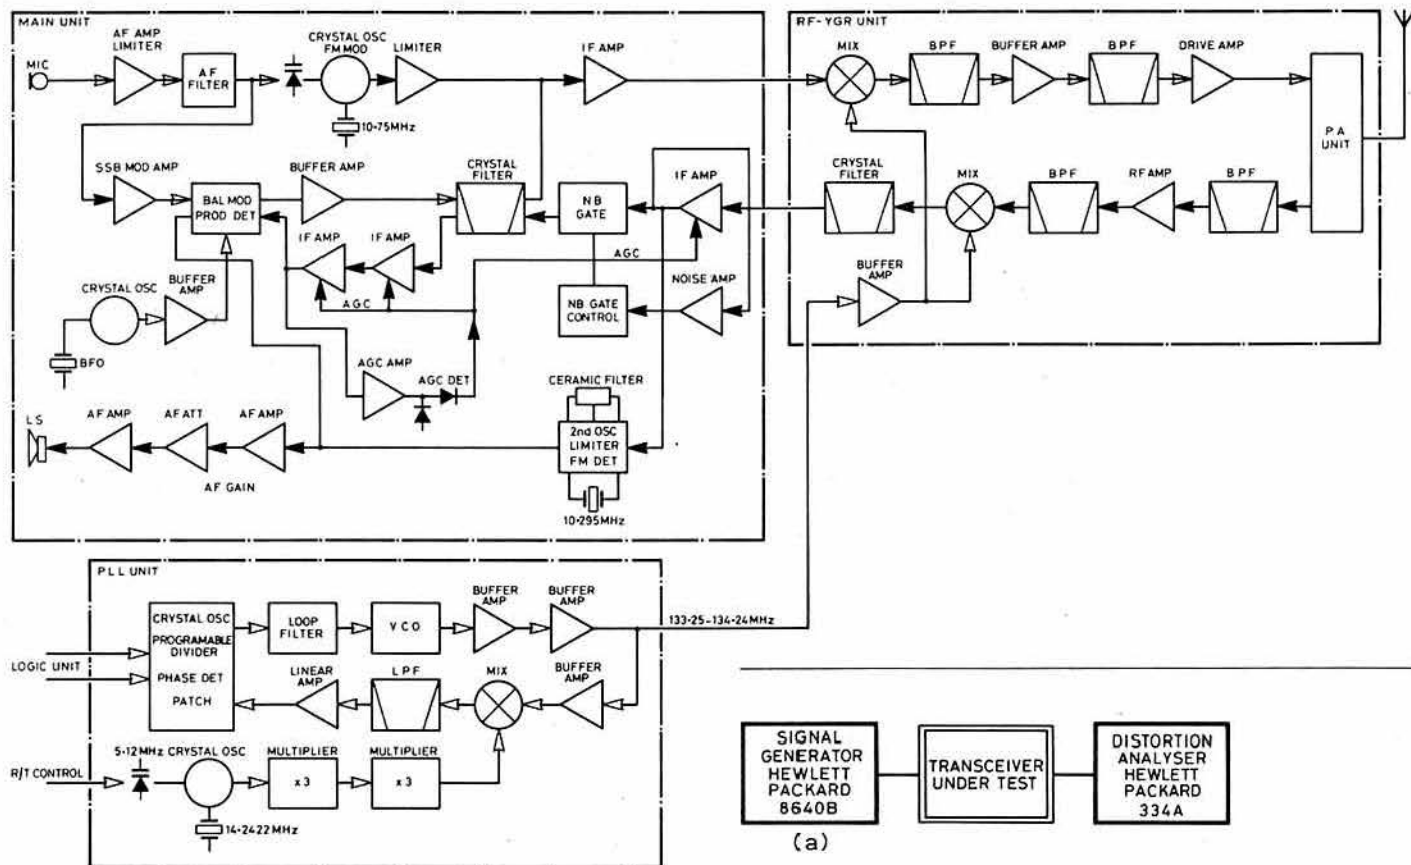 MAIN UNIT
MIC
AF AMP
LIMITER
AF
FILTER
CRYSTAL OSC
FM MOD
10·75MHz
LIMITER
IF AMP
SSB MOD AMP
BAL MOD
PROD DET
BUFFER AMP
CRYSTAL
FILTER
NB
GATE
IF AMP
IF AMP
IF AMP
AGC
AGC
CRYSTAL OSC
BUFFER
AMP
BFO
NB GATE
CONTROL
NOISE AMP
AGC AMP
AGC DET
CERAMIC FILTER
2nd OSC
LIMITER
FM DET
10·295MHz
LS
AF AMP
AF ATT
AF AMP
AF GAIN
RF-YGR UNIT
MIX
BPF
BUFFER AMP
BPF
DRIVE AMP
PA
UNIT
CRYSTAL
FILTER
MIX
BPF
RF AMP
BPF
BUFFER
AMP
PLL UNIT
CRYSTAL OSC
PROGRAMABLE
DIVIDER
PHASE DET
PATCH
LOOP
FILTER
VCO
BUFFER
AMP
BUFFER
AMP
133·25-134·24MHz
LOGIC UNIT
LINEAR
AMP
LPF
MIX
BUFFER
AMP
R/T CONTROL
5·12MHz CRYSTAL OSC
14·2422MHz
MULTIPLIER
x3
MULTIPLIER
x3
SIGNAL
GENERATOR
HEWLETT
PACKARD
8640B
TRANSCEIVER
UNDER TEST
DISTORTION
ANALYSER
HEWLETT
PACKARD
334A
(a)